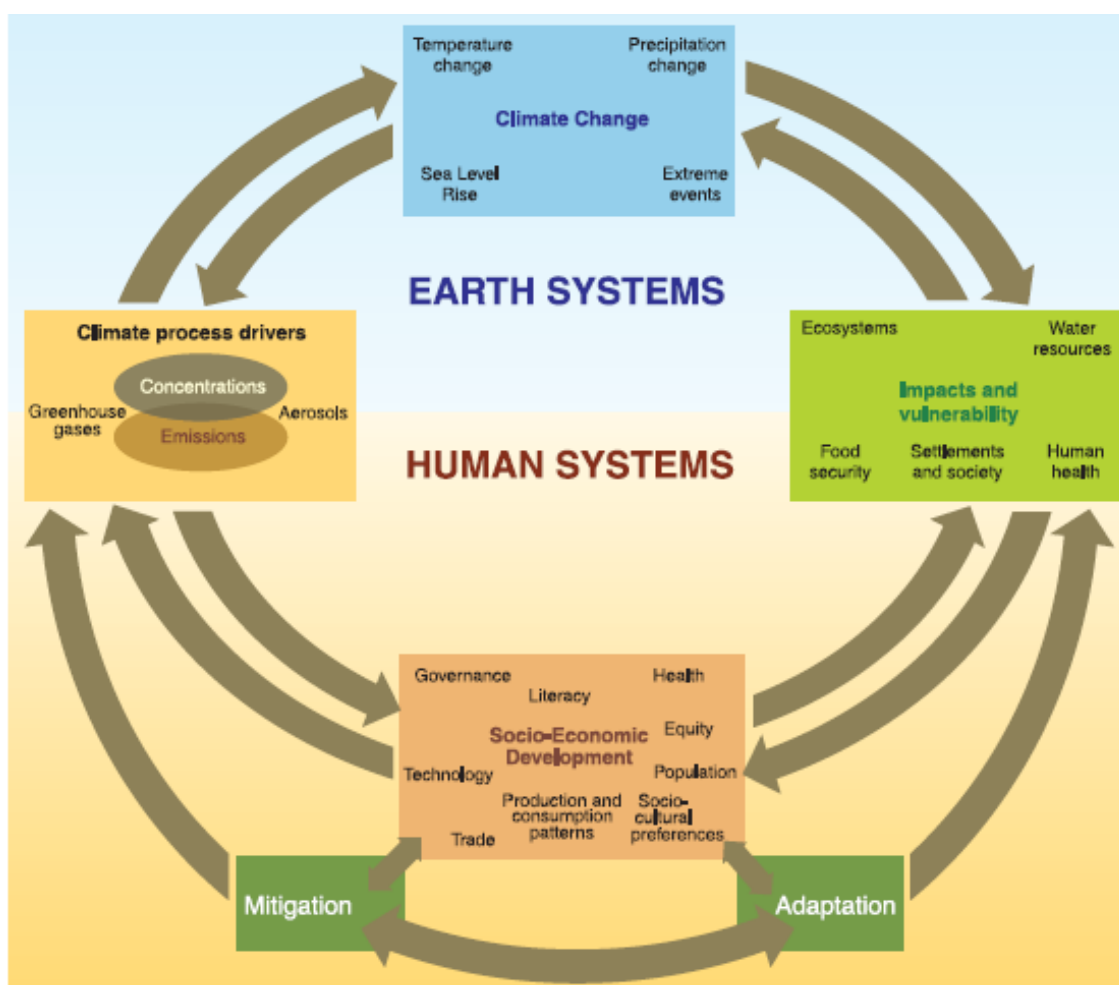 Temperature
change
Precipitation
change
Climate Change
Sea Level
Rise
Extreme
events
EARTH SYSTEMS
Climate process drivers
Concentrations
Greenhouse
gases
Aerosols
Emissions
Ecosystems
Water
resources
Impacts and
vulnerability
Food
security
Settlements
and society
Human
health
HUMAN SYSTEMS
Governance
Literacy
Health
Socio-Economic
Development
Equity
Technology
Population
Production and
consumption
patterns
Socio-
cultural
preferences
Trade
Mitigation
Adaptation